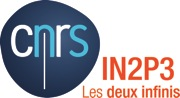 cnrs
IN2P3
Les deux infinis